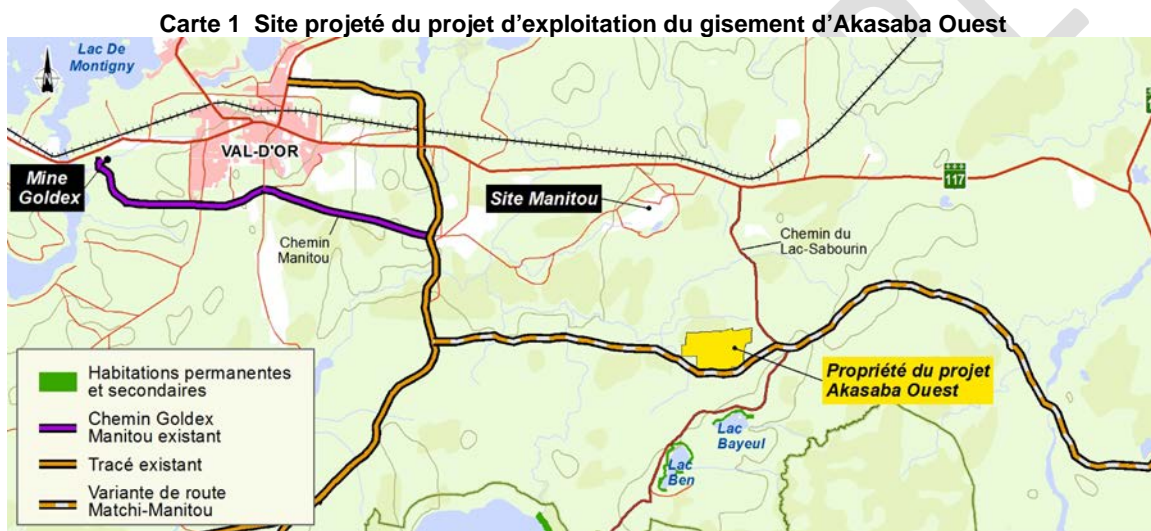 Carte 1 Site projeté du projet d'exploitation du gisement d'Akasaba Ouest
Lac De
Montigny
N
VAL-D'OR
Mine
Goldex
Site Manitou
117
Chemin
Manitou
Chemin du
Lac-Sabourin
Propriété du projet
Akasaba Ouest
Lac
Bayeul
Lac
Ben
Habitations permanentes
et secondaires
Chemin Goldex
Manitou existant
Tracé existant
Variante de route
Matchi-Manitou